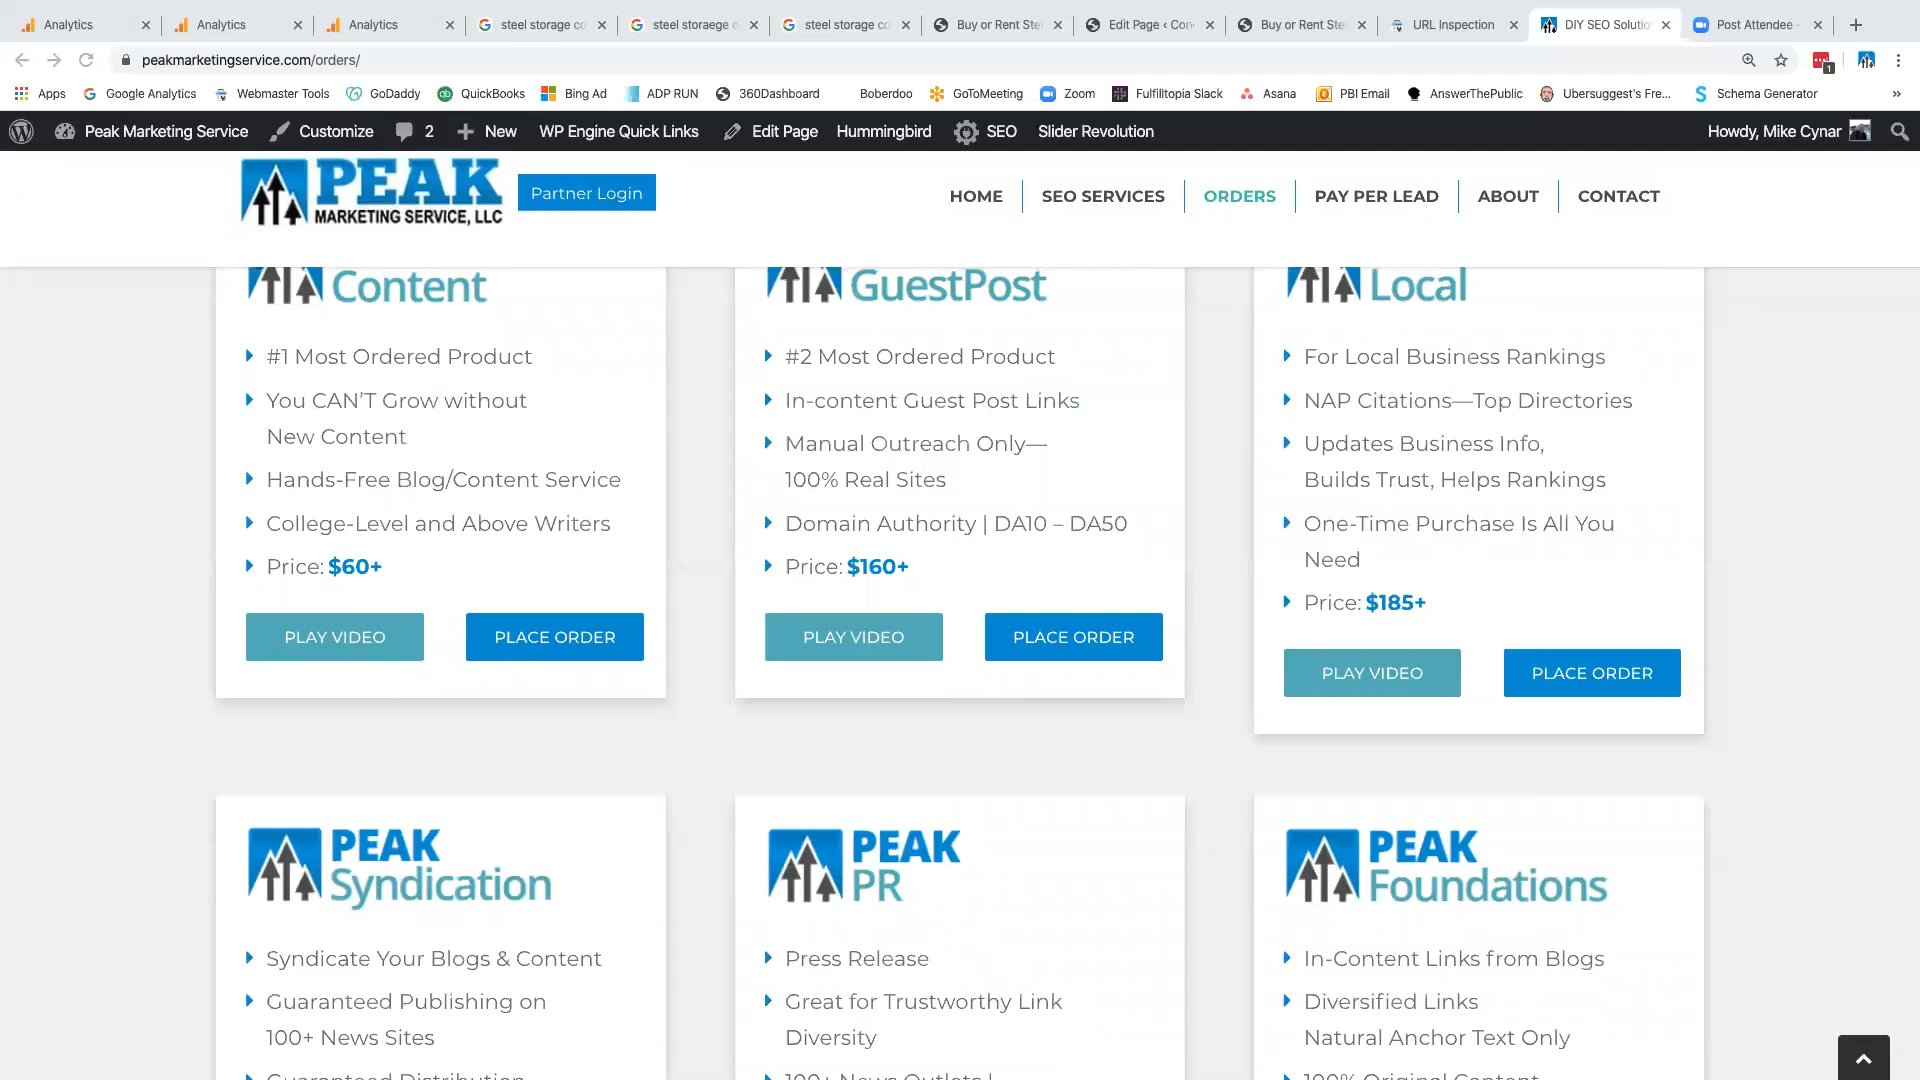 Analytics
Analytics
Analytics
steel storage co
steel storaege c
steel storage co
Buy or Rent Ste
Edit Page ‹ Con
Buy or Rent Ste
URL Inspection
DIY SEO Solutio
Post Attendee -
peakmarketingservice.com/orders/
1
Apps
Google Analytics
Webmaster Tools
GoDaddy
QuickBooks
Bing Ad
ADP RUN
360Dashboard
Boberdoo
GoToMeeting
Zoom
Fulfilltopia Slack
Asana
PBI Email
AnswerThePublic
Ubersuggest's Fre...
Schema Generator
»
Peak Marketing Service
Customize
2
New
WP Engine Quick Links
Edit Page
Hummingbird
SEO
Slider Revolution
Howdy, Mike Cynar
PEAK
MARKETING SERVICE, LLC
Partner Login
HOME
SEO SERVICES
ORDERS
PAY PER LEAD
ABOUT
CONTACT
Content
#1 Most Ordered Product
You CAN'T Grow without
New Content
Hands-Free Blog/Content Service
College-Level and Above Writers
Price: $60+
PLAY VIDEO
PLACE ORDER
GuestPost
#2 Most Ordered Product
In-content Guest Post Links
Manual Outreach Only—
100% Real Sites
Domain Authority | DA10 – DA50
Price: $160+
PLAY VIDEO
PLACE ORDER
Local
For Local Business Rankings
NAP Citations—Top Directories
Updates Business Info,
Builds Trust, Helps Rankings
One-Time Purchase Is All You
Need
Price: $185+
PLAY VIDEO
PLACE ORDER
PEAK
Syndication
Syndicate Your Blogs & Content
Guaranteed Publishing on
100+ News Sites
Guaranteed Distribution
PEAK
PR
Press Release
Great for Trustworthy Link
Diversity
100+ News Outlets |
PEAK
Foundations
In-Content Links from Blogs
Diversified Links
Natural Anchor Text Only
100% Original Content